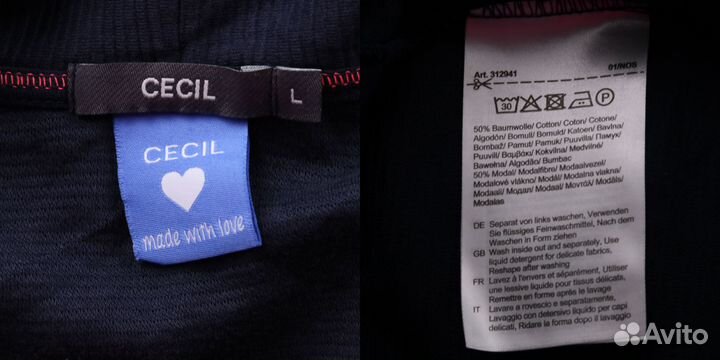 CECIL
L
CECIL
made with love
Art. 312941 01/NOS
30 P
50% Baumwolle/ Cotton/ Coton/ Cotone/
Algodón/ Bomull/ Bomuld/ Katoen/ Bavlna/
Bombaž/ Pamut/ Pamuk/ Puuvilla/ Памук/
Puuvill/ Βαμβάκι/ Kokvilna/ Medvilnė/
Bawełna/ Algodão/ Bumbac
50% Modal/ Modalfibre/ Modaalvezel/
Modalové vlákno/ Modāl/ Modalna vlakna/
Modaali/ Модал/ Modaal/ Μοντάλ/ Modāls/
Modalas
DE Separat von links waschen, Verwenden
Sie flüssiges Feinwaschmittel, Nach dem
Waschen in Form ziehen
GB Wash inside out and separately, Use
liquid detergent for delicate fabrics,
Reshape after washing
FR Lavez à l'envers et séparément, Utiliser
une lessive liquide pour tissus délicats,
Remettre en forme après le lavage
IT Lavare a rovescio e separatamente,
Lavaggio con detersivo liquido per capi
delicati, Ridare la forma dopo il lavaggio
Avito